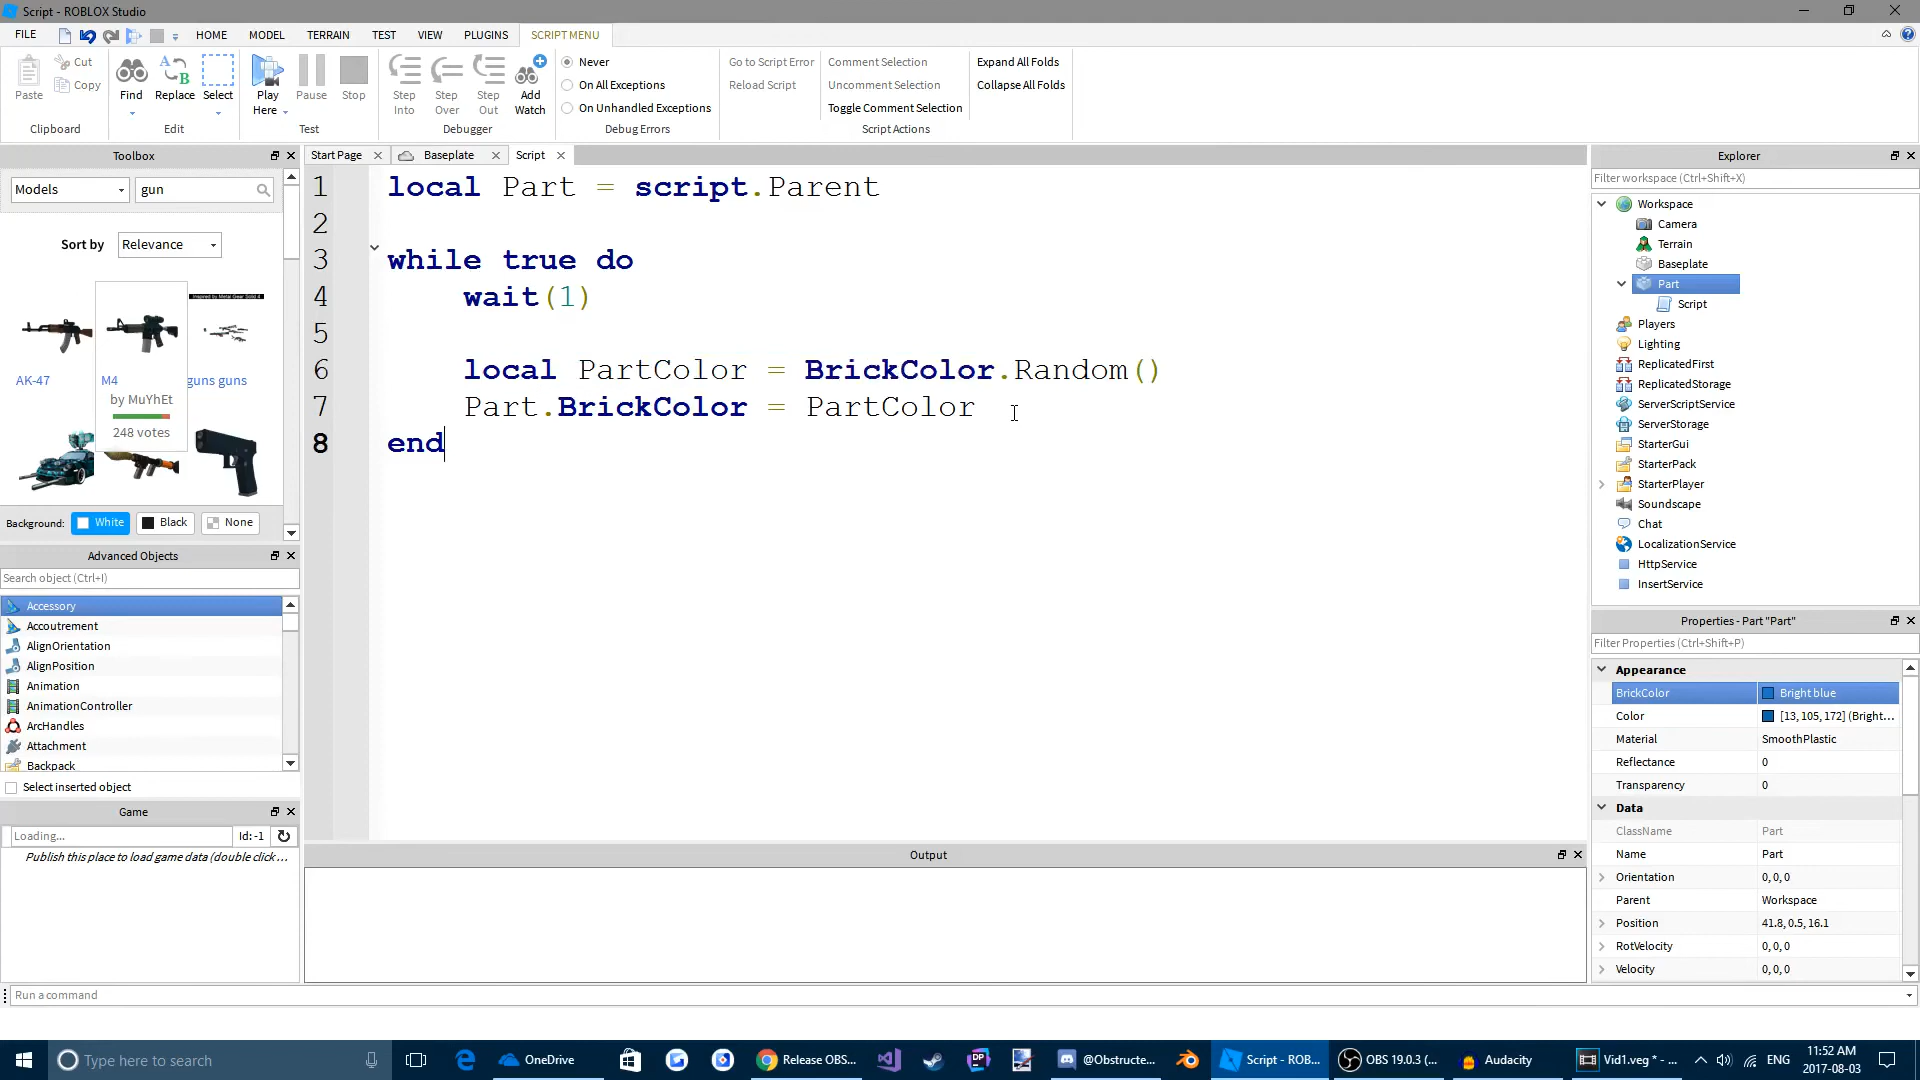 Script - ROBLOX Studio
FILE HOME MODEL TERRAIN TEST VIEW PLUGINS SCRIPT MENU
Paste Cut Copy Clipboard
Find Replace Select Edit
Play Here Pause Stop Test
Step Into Step Over Step Out Add Watch Debugger
Never
On All Exceptions
On Unhandled Exceptions
Debug Errors
Go to Script Error
Reload Script
Comment Selection
Uncomment Selection
Toggle Comment Selection
Expand All Folds
Collapse All Folds
Script Actions
Toolbox
Models gun
Sort by Relevance
Inspired by Metal Gear Solid 4
AK-47 M4 guns guns
by MuYhEt
248 votes
Background: White Black None
Advanced Objects
Search object (Ctrl+I)
Accessory
Accoutrement
AlignOrientation
AlignPosition
Animation
AnimationController
ArcHandles
Attachment
Backpack
Select inserted object
Game
Loading... Id: -1
Publish this place to load game data (double click ...
Start Page Baseplate Script
1 local Part = script.Parent
2
3 while true do
4 wait(1)
5
6 local PartColor = BrickColor.Random()
7 Part.BrickColor = PartColor
8 end
Output
Run a command
Explorer
Filter workspace (Ctrl+Shift+X)
Workspace
Camera
Terrain
Baseplate
Part
Script
Players
Lighting
ReplicatedFirst
ReplicatedStorage
ServerScriptService
ServerStorage
StarterGui
StarterPack
StarterPlayer
Soundscape
Chat
LocalizationService
HttpService
InsertService
Properties - Part "Part"
Filter Properties (Ctrl+Shift+P)
Appearance
BrickColor Bright blue
Color [13, 105, 172] (Bright...
Material SmoothPlastic
Reflectance 0
Transparency 0
Data
ClassName Part
Name Part
Orientation 0, 0, 0
Parent Workspace
Position 41.8, 0.5, 16.1
RotVelocity 0, 0, 0
Velocity 0, 0, 0
Type here to search
OneDrive
Release OBS...
DP
@Obstructe...
Script - ROB...
OBS 19.0.3 (...
Audacity
Vid1.veg * - ...
ENG
11:52 AM
2017-08-03